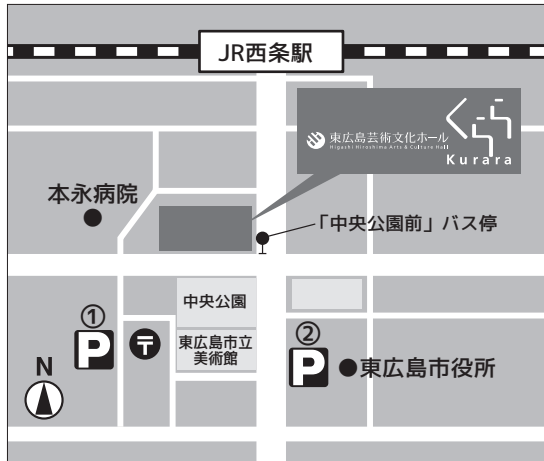 JR西条駅
東広島芸術文化ホール
Higashi Hiroshima Arts & Culture Hall
くらら
Kurara
本永病院
「中央公園前」バス停
中央公園
東広島市立
美術館
①
P
〒
②
P
●東広島市役所
N